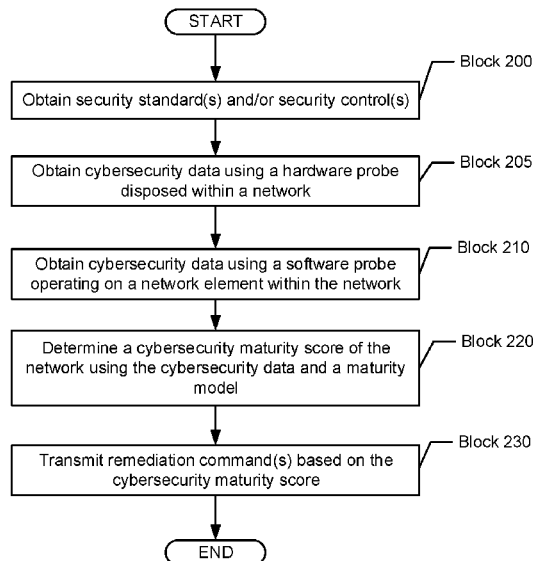 START
Block 200
Obtain security standard(s) and/or security control(s)
Block 205
Obtain cybersecurity data using a hardware probe
disposed within a network
Block 210
Obtain cybersecurity data using a software probe
operating on a network element within the network
Block 220
Determine a cybersecurity maturity score of the
network using the cybersecurity data and a maturity
model
Block 230
Transmit remediation command(s) based on the
cybersecurity maturity score
END